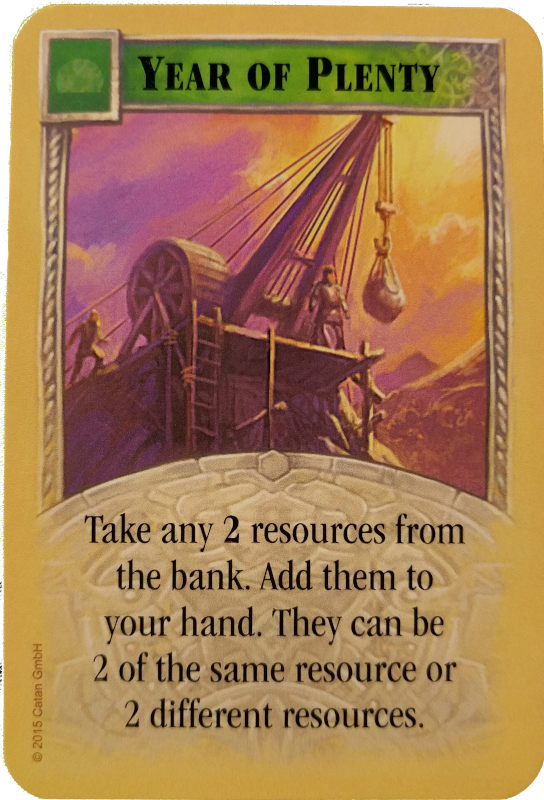 YEAR OF PLENTY
Take any 2 resources from
the bank. Add them to
your hand. They can be
2 of the same resource or
2 different resources.
© 2015 Catan GmbH